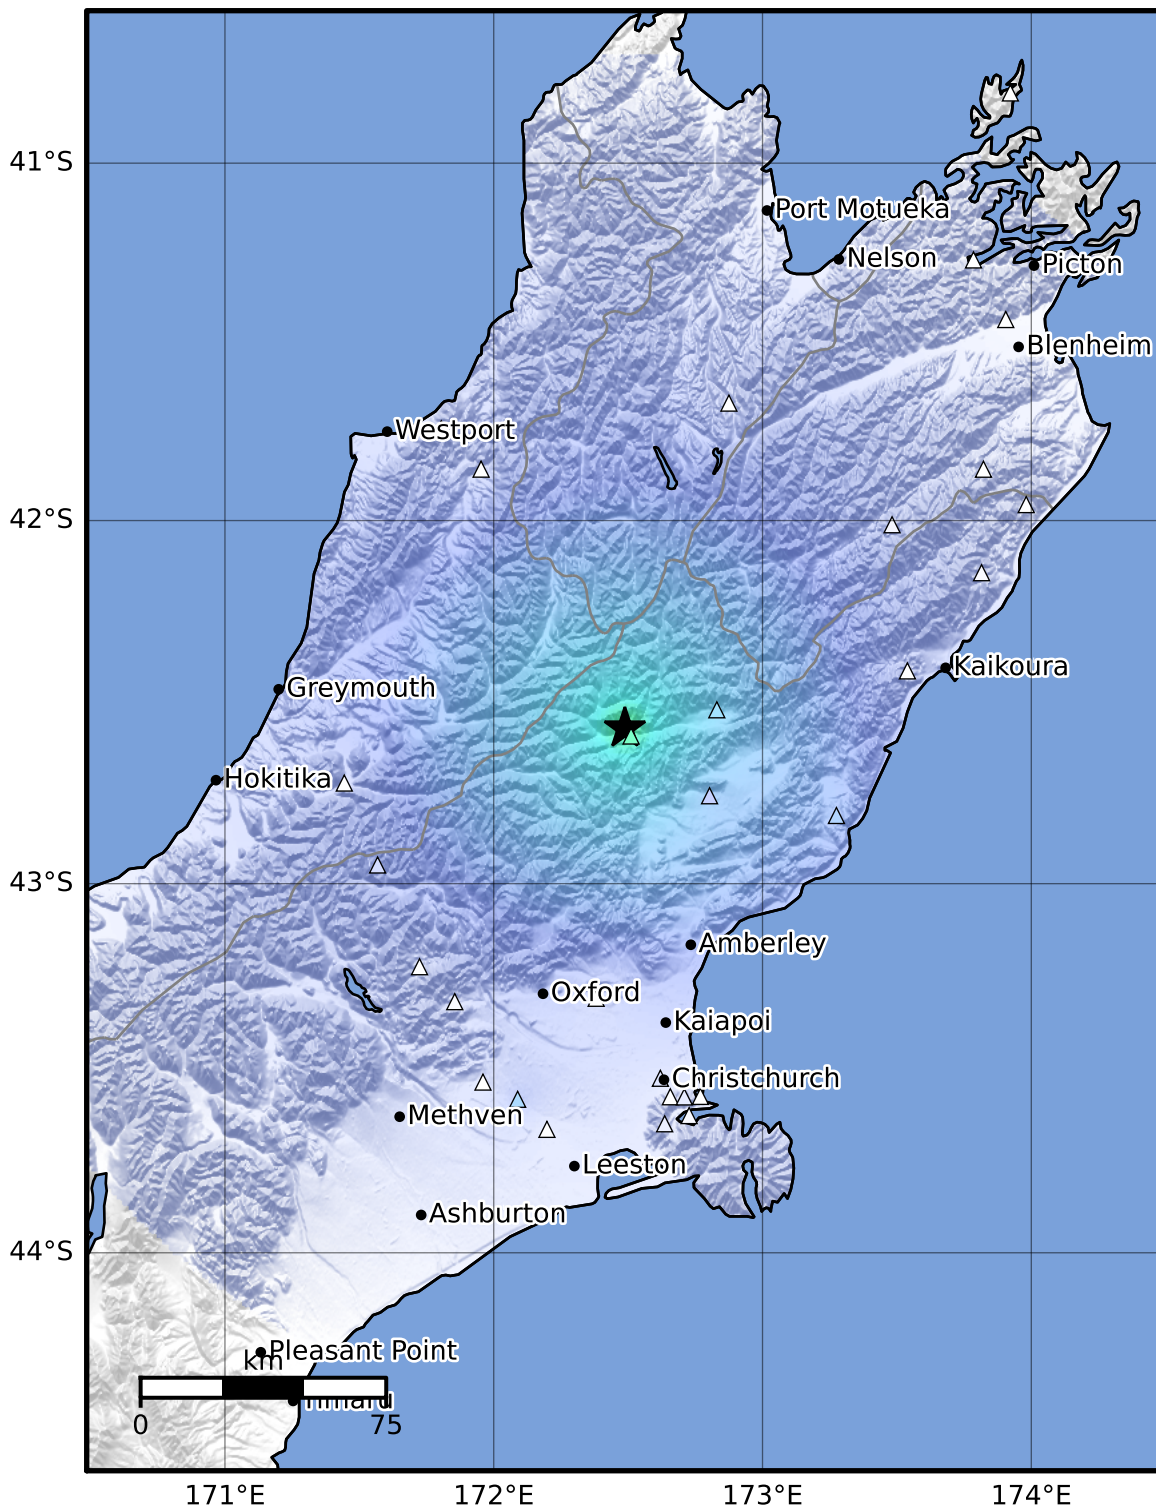 41°S
Port Motueka
Nelson
Picton
Blenheim
Westport
42°S
Kaikoura
Greymouth
Hokitika
43°S
Amberley
Oxford
Kaiapoi
Christchurch
Methven
Leeston
Ashburton
44°S
Pleasant Point
km
Timaru
0 75
171°E 172°E 173°E 174°E